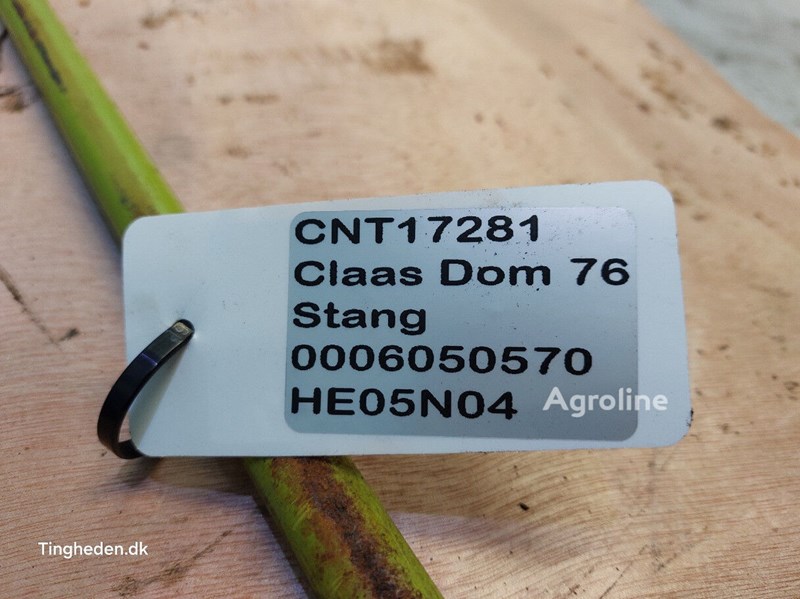 CNT17281
Claas Dom 76
Stang
0006050570
HE05N04
Agroline
Tingheden.dk